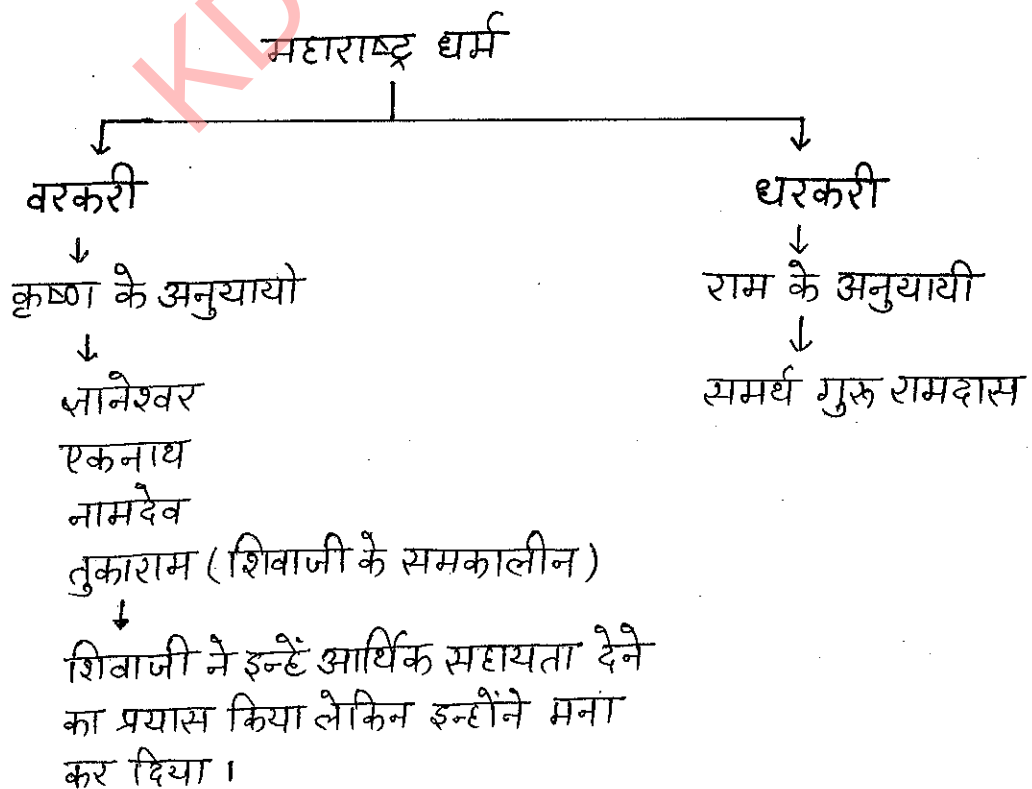 KD
महाराष्ट्र धर्म
वरकरी
धरकरी
कृष्ण के अनुयायो
राम के अनुयायी
ज्ञानेश्वर
समर्थ गुरू रामदास
एकनाथ
नामदेव
तुकाराम (शिवाजी के समकालीन)
शिवाजी ने इन्हें आर्थिक सहायता देने
का प्रयास किया लेकिन इन्होंने मना
कर दिया ।